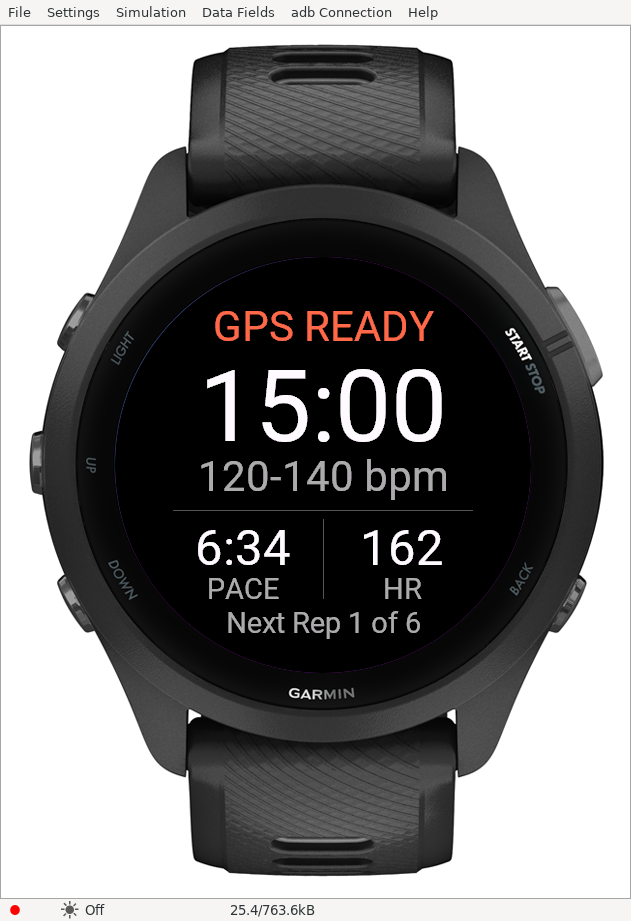 File Settings Simulation Data Fields adb Connection Help
GPS READY
LIGHT
START STOP
15:00
UP
120-140 bpm
6:34 162
PACE HR
DOWN
BACK
Next Rep 1 of 6
GARMIN
Off 25.4/763.6kB